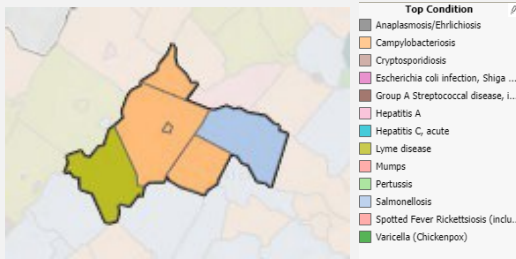 Top Condition
Anaplasmosis/Ehrlichiosis
Campylobacteriosis
Cryptosporidiosis
Escherichia coli infection, Shiga ...
Group A Streptococcal disease, i...
Hepatitis A
Hepatitis C, acute
Lyme disease
Mumps
Pertussis
Salmonellosis
Spotted Fever Rickettsiosis (inclu...
Varicella (Chickenpox)